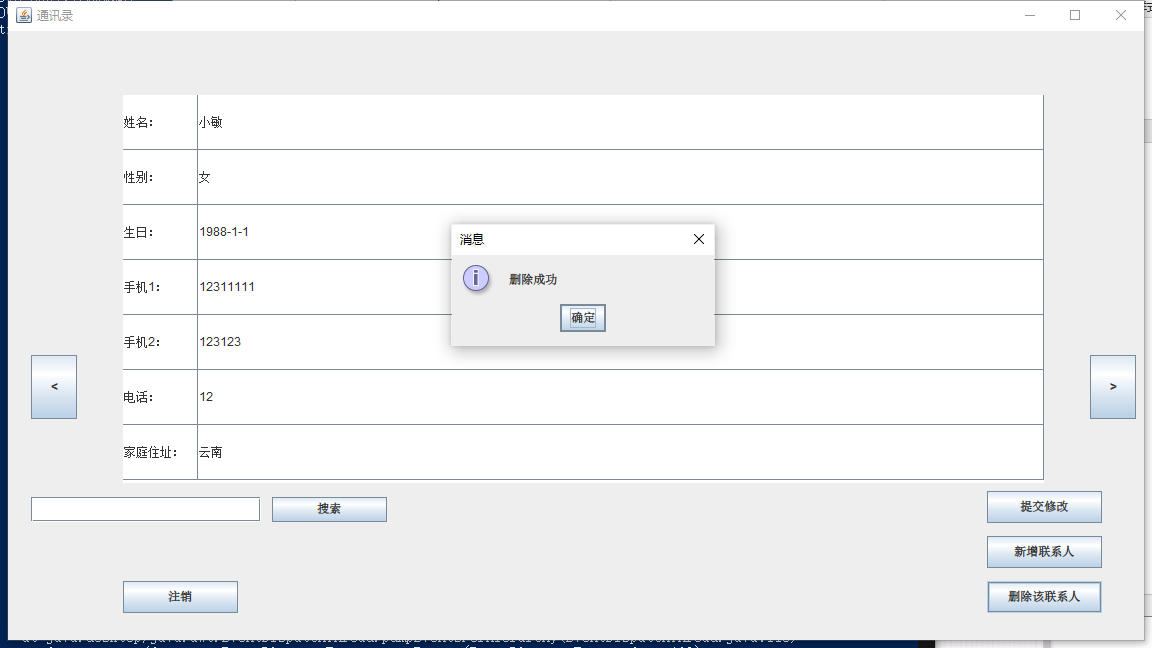 通讯录
姓名： 小敏
性别： 女
生日： 1988-1-1
手机1： 12311111
手机2： 123123
电话： 12
家庭住址： 云南
消息
删除成功
确定
<
>
搜索
提交修改
新增联系人
删除该联系人
注销